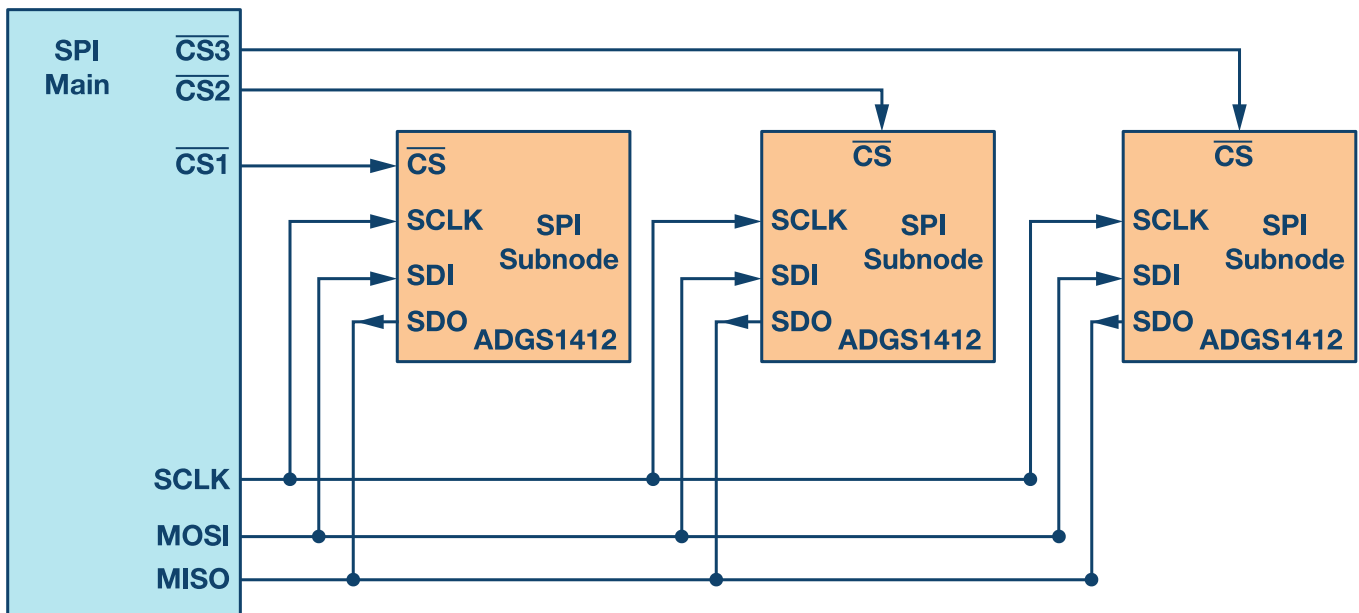 SPI
Main
CS3
CS2
CS1
SCLK
MOSI
MISO
CS
SCLK
SDI
SDO
SPI
Subnode
ADGS1412
CS
SCLK
SDI
SDO
SPI
Subnode
ADGS1412
CS
SCLK
SDI
SDO
SPI
Subnode
ADGS1412